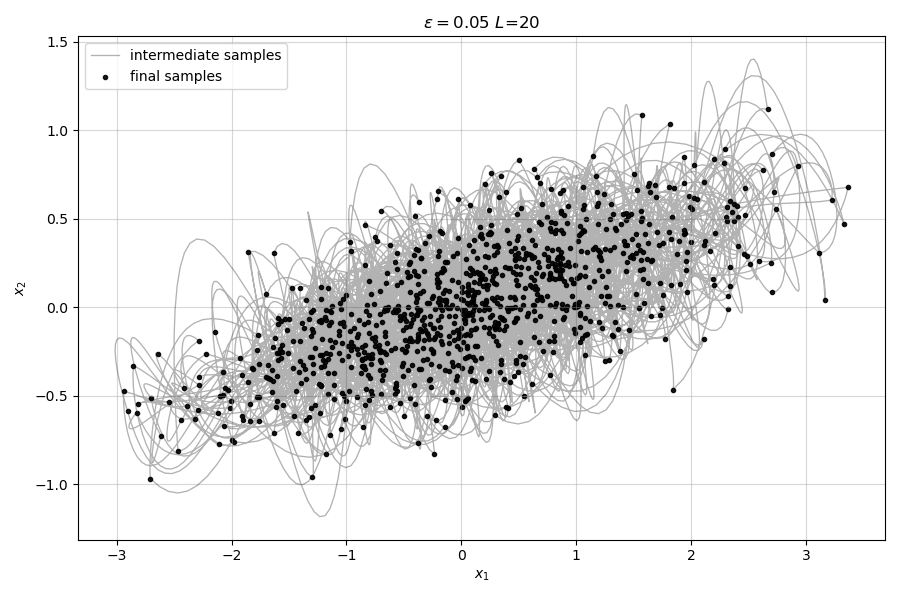 ε = 0.05 L=20
intermediate samples
final samples
1.5
1.0
0.5
0.0
−0.5
−1.0
x₂
−3
−2
−1
0
1
2
3
x₁